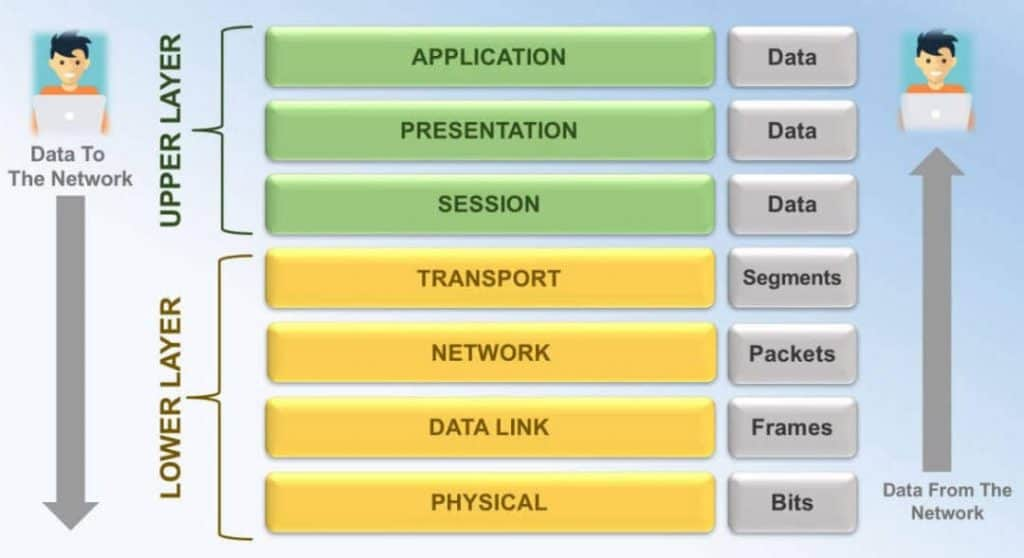 Data To
The Network
UPPER LAYER
APPLICATION
Data
PRESENTATION
Data
SESSION
Data
LOWER LAYER
TRANSPORT
Segments
NETWORK
Packets
DATA LINK
Frames
PHYSICAL
Bits
Data From The
Network